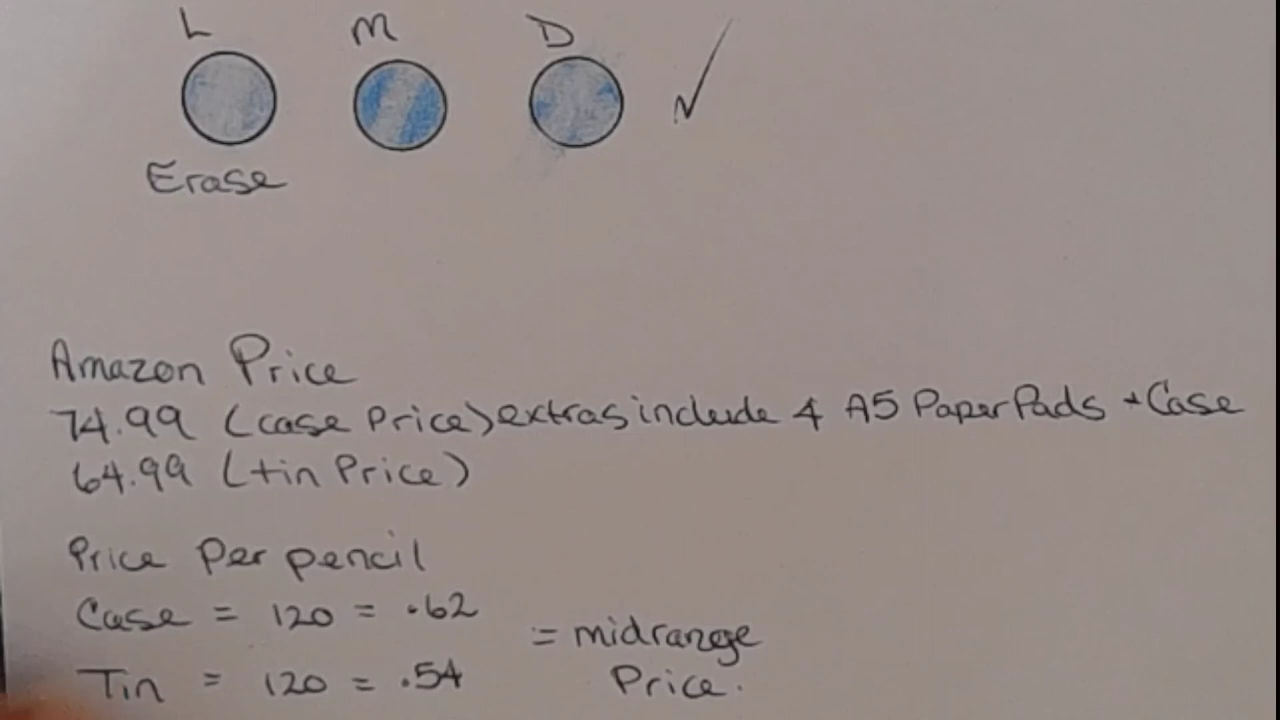 L M D
Erase
Amazon Price
74.99 (case Price) extras include 4 A5 Paper Pads + Case
64.99 (tin Price)
Price Per pencil
Case = 120 = .62
Tin = 120 = .54
= midrange
Price.